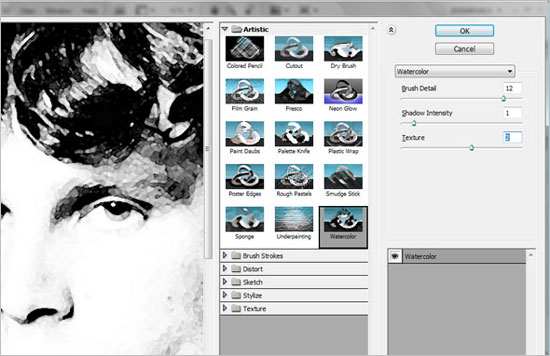 Artistic
Colored Pencil
Cutout
Dry Brush
Film Grain
Fresco
Neon Glow
Paint Daubs
Palette Knife
Plastic Wrap
Poster Edges
Rough Pastels
Smudge Stick
Sponge
Underpainting
Watercolor
Brush Strokes
Distort
Sketch
Stylize
Texture
OK
Cancel
Watercolor
Brush Detail 12
Shadow Intensity 1
Texture 2
Watercolor